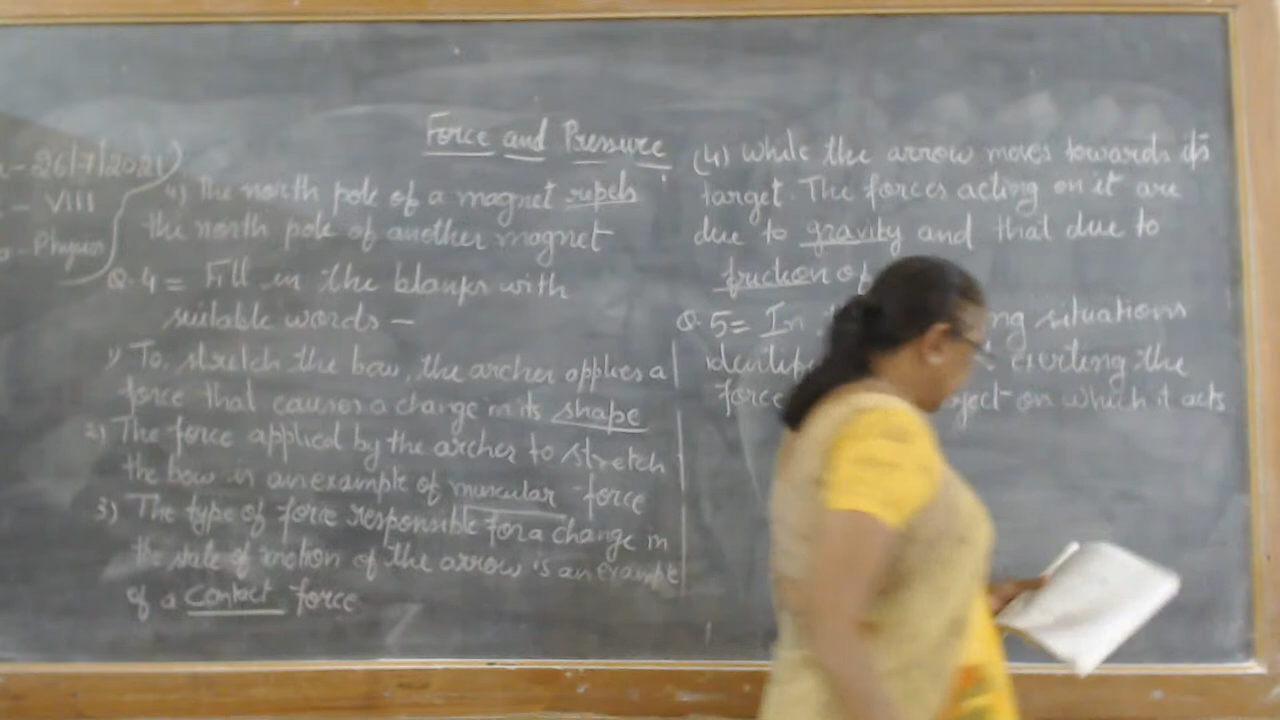 Force and Pressure
- 26/7/2021
- VIII
- Physics
4) The north pole of a magnet repels
the north pole of another magnet
Q.4 = Fill in the blanks with
suitable words -
1) To stretch the bow, the archer applies a
force that causes a change in its shape
2) The force applied by the archer to stretch
the bow is an example of muscular force
3) The type of force responsible for a change in
the state of motion of the arrow is an example
of a contact force
(4) While the arrow moves towards its
target. The forces acting on it are
due to gravity and that due to
friction of
Q.5 = In situations
exerting the
force on which it acts